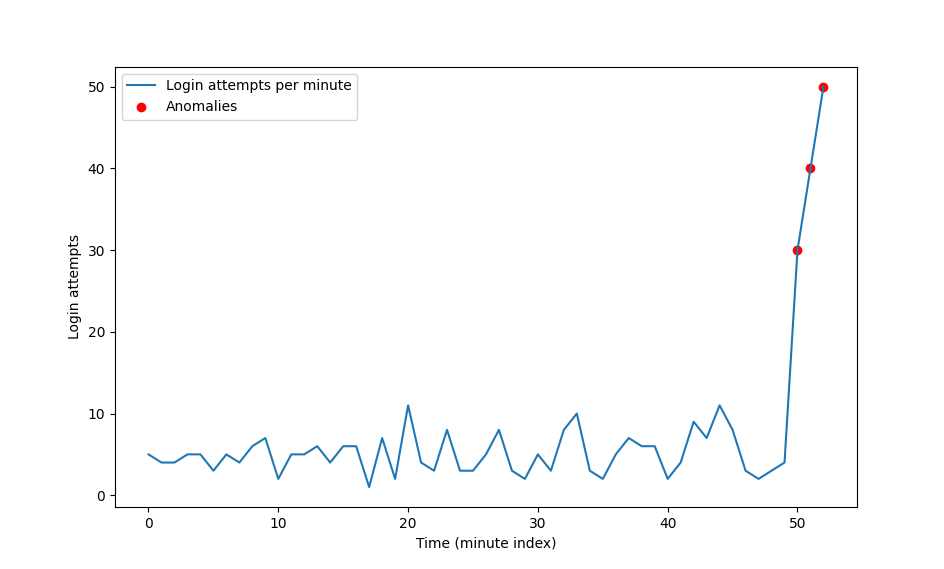 Login attempts per minute
Anomalies
50
40
30
20
10
0
Login attempts
0 10 20 30 40 50
Time (minute index)